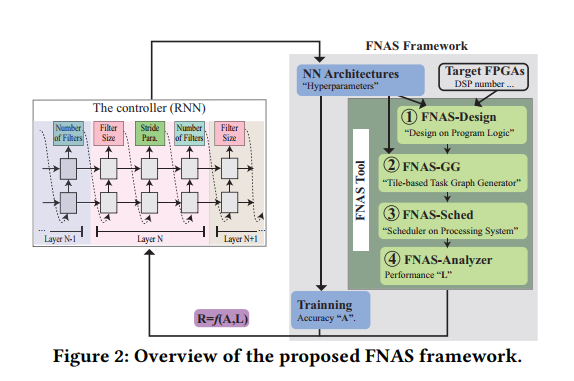 FNAS Framework
NN Architectures
"Hyperparameters"
Target FPGAs
DSP number ...
The controller (RNN)
Number
of Filters
Filter
Size
Stride
Para.
Number
of Filters
Filter
Size
...
...
Layer N-1
Layer N
Layer N+1
FNAS Tool
① FNAS-Design
"Design on Program Logic"
② FNAS-GG
"Tile-based Task Graph Generator"
③ FNAS-Sched
"Scheduler on Processing System"
④ FNAS-Analyzer
Performance "L"
Trainning
Accuracy "A".
R=f(A,L)
Figure 2: Overview of the proposed FNAS framework.